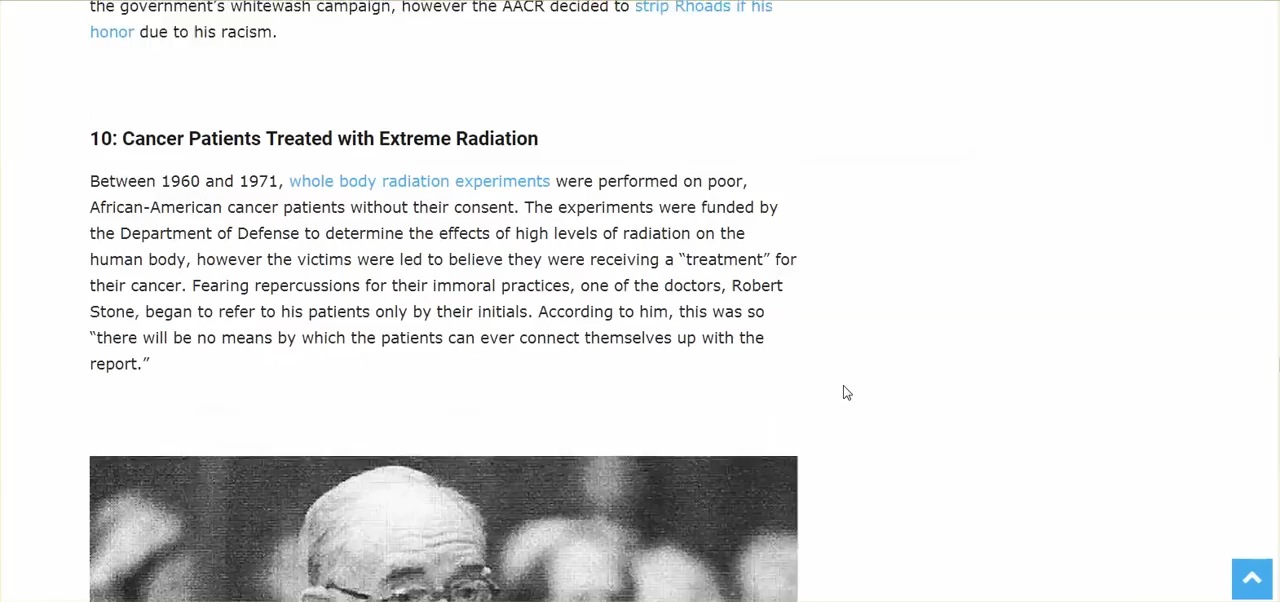 the government’s whitewash campaign, however the AACR decided to strip Rhoads if his
honor due to his racism.
10: Cancer Patients Treated with Extreme Radiation
Between 1960 and 1971, whole body radiation experiments were performed on poor,
African-American cancer patients without their consent. The experiments were funded by
the Department of Defense to determine the effects of high levels of radiation on the
human body, however the victims were led to believe they were receiving a “treatment” for
their cancer. Fearing repercussions for their immoral practices, one of the doctors, Robert
Stone, began to refer to his patients only by their initials. According to him, this was so
“there will be no means by which the patients can ever connect themselves up with the
report.”